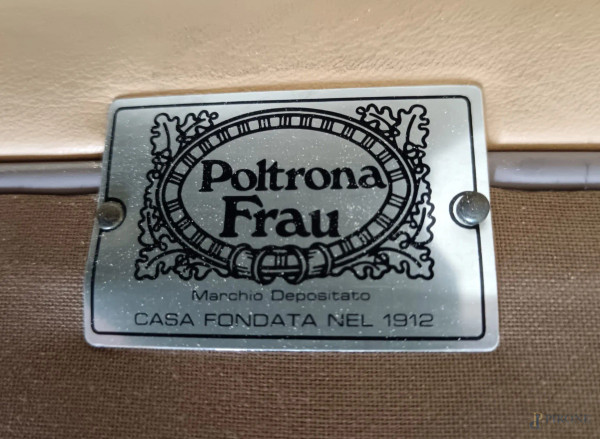 Poltrona
Frau
Marchio Depositato
CASA FONDATA NEL 1912